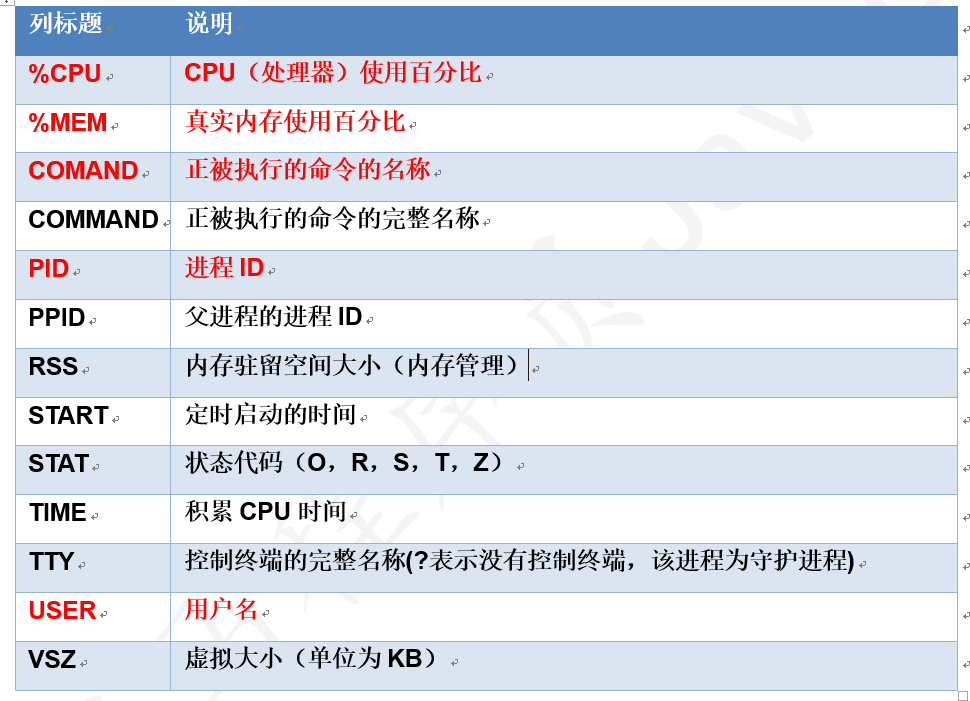 列标题 说明
%CPU CPU（处理器）使用百分比
%MEM 真实内存使用百分比
COMAND 正被执行的命令的名称
COMMAND 正被执行的命令的完整名称
PID 进程 ID
PPID 父进程的进程 ID
RSS 内存驻留空间大小（内存管理）
START 定时启动的时间
STAT 状态代码（O，R，S，T，Z）
TIME 积累 CPU 时间
TTY 控制终端的完整名称(?表示没有控制终端，该进程为守护进程)
USER 用户名
VSZ 虚拟大小（单位为 KB）